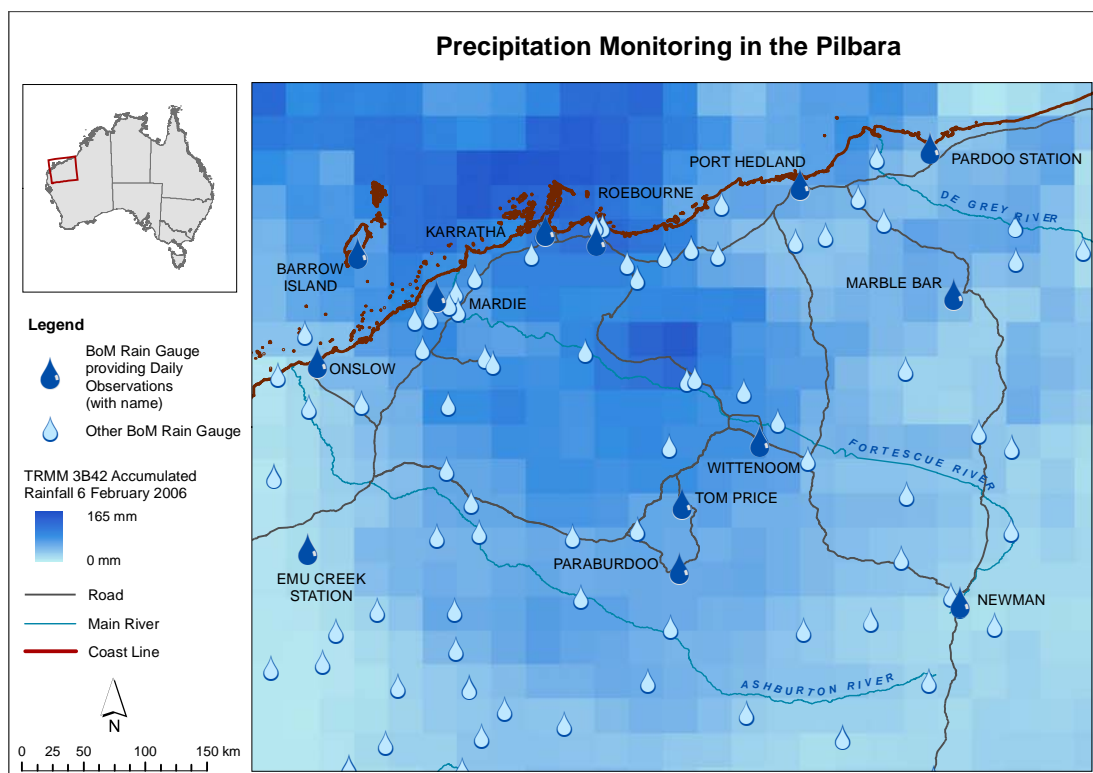 Precipitation Monitoring in the Pilbara
PORT HEDLAND
PARDOO STATION
ROEBOURNE
DE GREY RIVER
KARRATHA
BARROW
ISLAND
MARBLE BAR
MARDIE
ONSLOW
WITTENOOM
FORTESCUE RIVER
TOM PRICE
PARABURDOO
EMU CREEK
STATION
NEWMAN
ASHBURTON RIVER
Legend
BoM Rain Gauge
providing Daily
Observations
(with name)
Other BoM Rain Gauge
TRMM 3B42 Accumulated
Rainfall 6 February 2006
165 mm
0 mm
Road
Main River
Coast Line
N
0 25 50 100 150 km